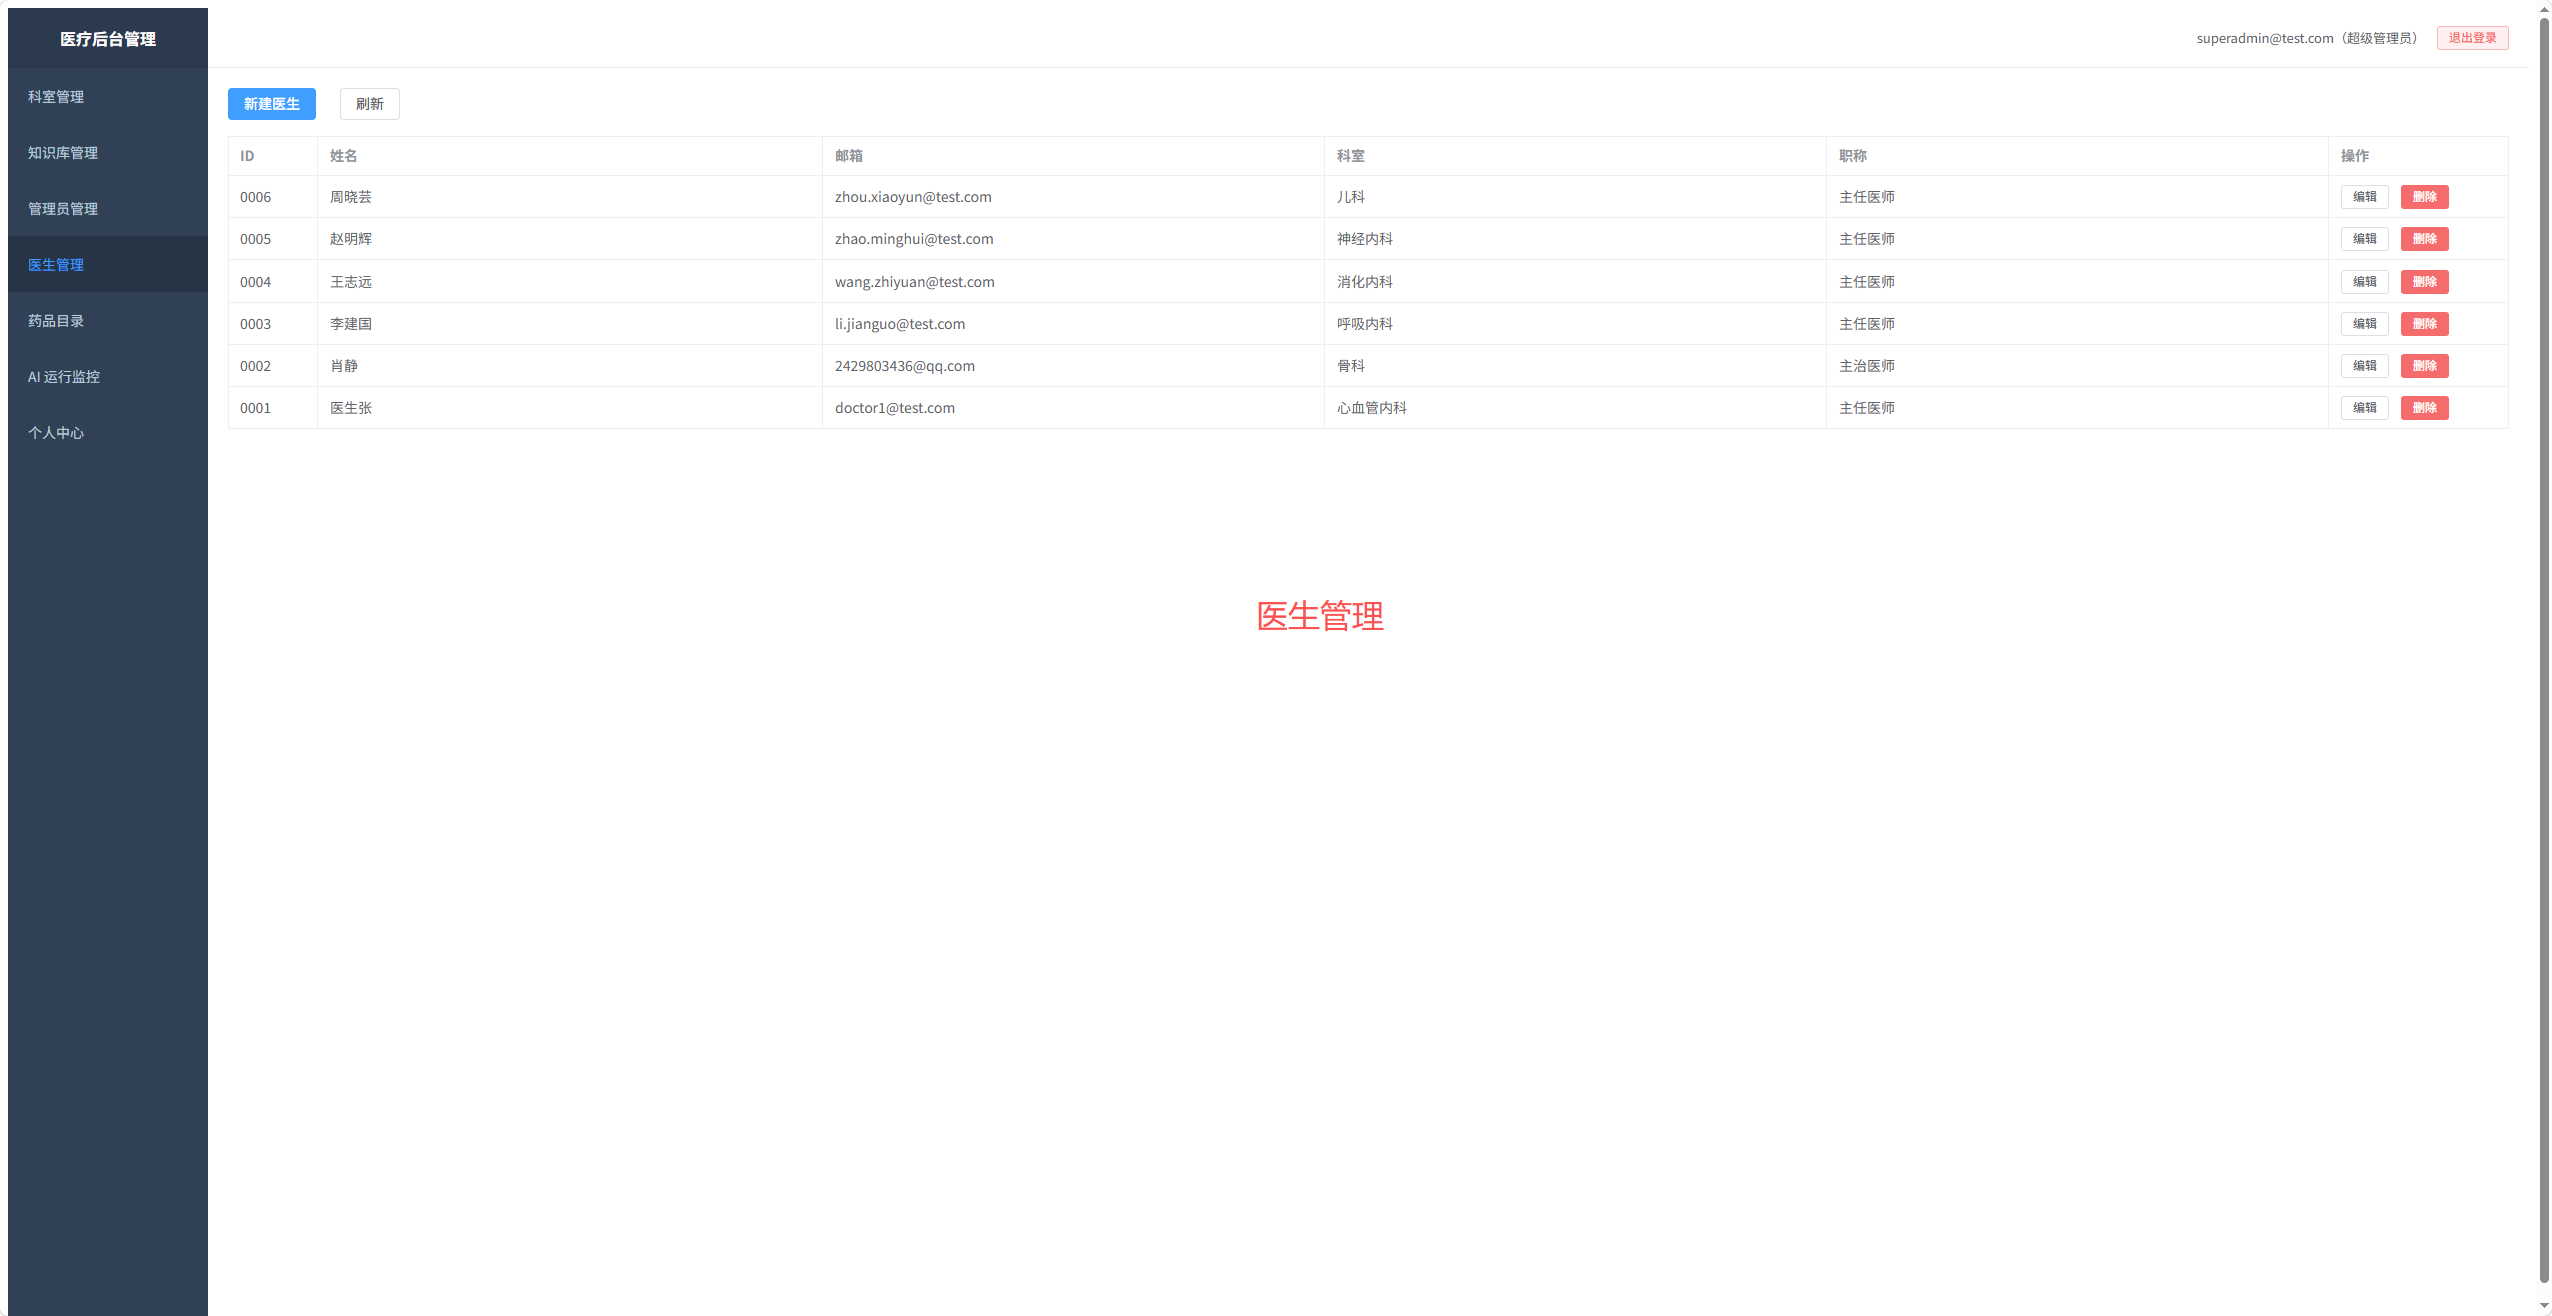 医疗后台管理
superadmin@test.com（超级管理员） 退出登录
科室管理
知识库管理
管理员管理
医生管理
药品目录
AI 运行监控
个人中心
新建医生 刷新
ID 姓名 邮箱 科室 职称 操作
0006 周晓芸 zhou.xiaoyun@test.com 儿科 主任医师 编辑 删除
0005 赵明辉 zhao.minghui@test.com 神经内科 主任医师 编辑 删除
0004 王志远 wang.zhiyuan@test.com 消化内科 主任医师 编辑 删除
0003 李建国 li.jianguo@test.com 呼吸内科 主任医师 编辑 删除
0002 肖静 2429803436@qq.com 骨科 主治医师 编辑 删除
0001 医生张 doctor1@test.com 心血管内科 主任医师 编辑 删除
医生管理